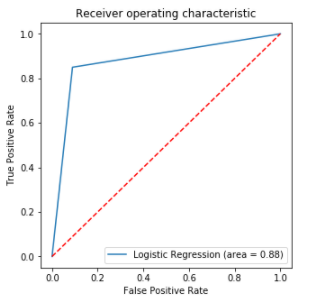 Receiver operating characteristic
1.0
0.8
0.6
0.4
0.2
0.0
True Positive Rate
Logistic Regression (area = 0.88)
0.0 0.2 0.4 0.6 0.8 1.0
False Positive Rate